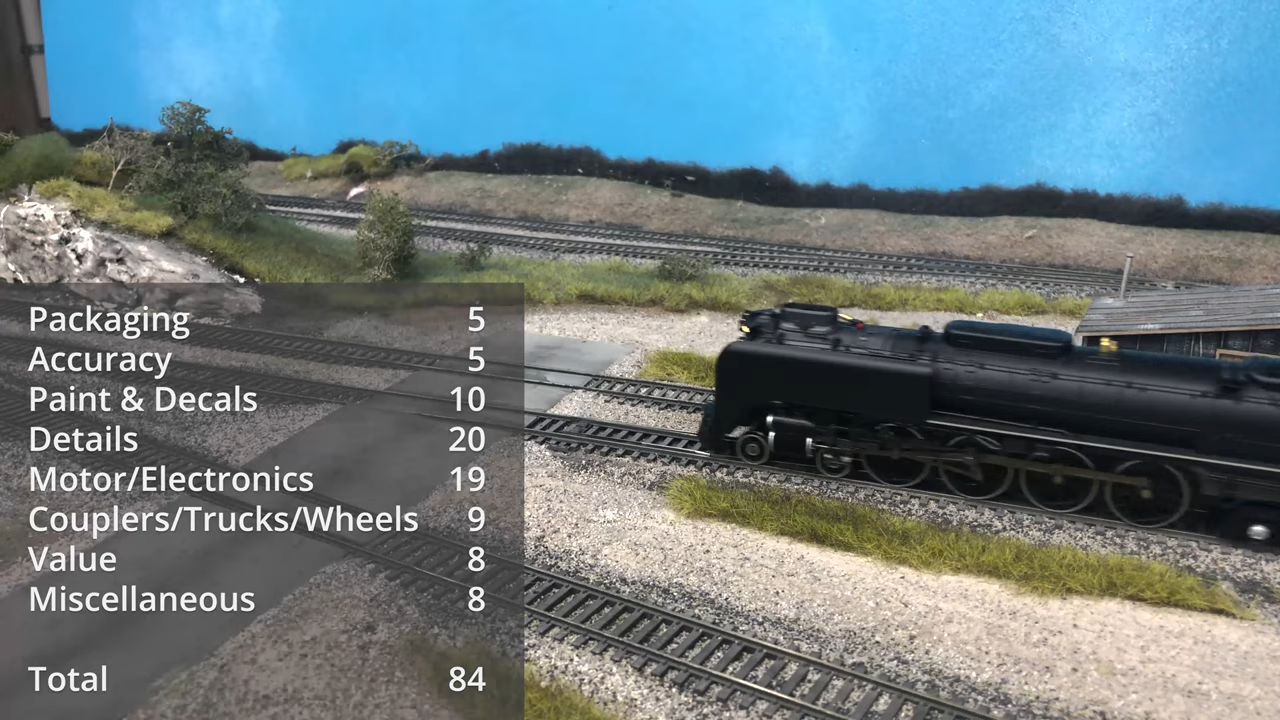 Packaging 5
Accuracy 5
Paint & Decals 10
Details 20
Motor/Electronics 19
Couplers/Trucks/Wheels 9
Value 8
Miscellaneous 8
Total 84